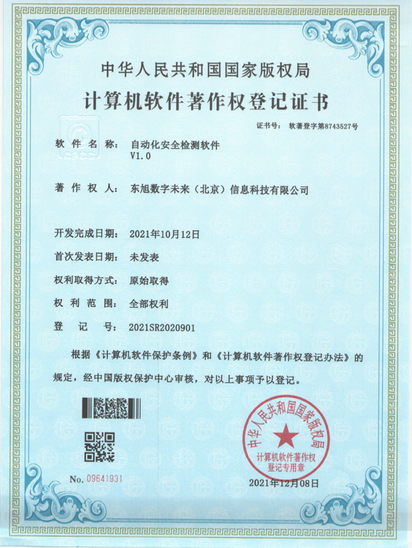 中华人民共和国国家版权局
计算机软件著作权登记证书
证书号： 软著登字第8743527号
软件名称： 自动化安全检测软件
V1.0
著作权人： 东旭数字未来（北京）信息科技有限公司
开发完成日期： 2021年10月12日
首次发表日期： 未发表
权利取得方式： 原始取得
权利范围： 全部权利
登记号： 2021SR2020901
根据《计算机软件保护条例》和《计算机软件著作权登记办法》的
规定，经中国版权保护中心审核，对以上事项予以登记。
中华人民共和国国家版权局
计算机软件著作权
登记专用章
No. 09641931
2021年12月08日